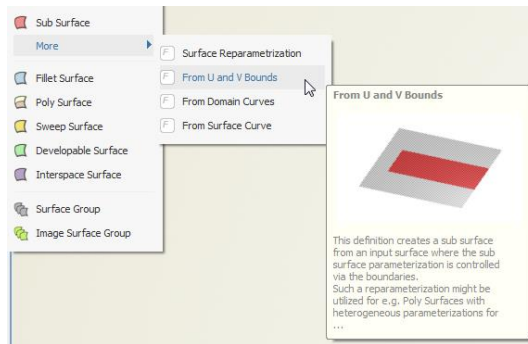 Sub Surface
More
Fillet Surface
Poly Surface
Sweep Surface
Developable Surface
Interspace Surface
Surface Group
Image Surface Group
F Surface Reparametrization
F From U and V Bounds
F From Domain Curves
F From Surface Curve
From U and V Bounds
This definition creates a sub surface
from an input surface where the sub
surface parameterization is controlled
via the boundaries.
Such a reparameterization might be
utilized for e.g. Poly Surfaces with
heterogeneous parameterizations for
...